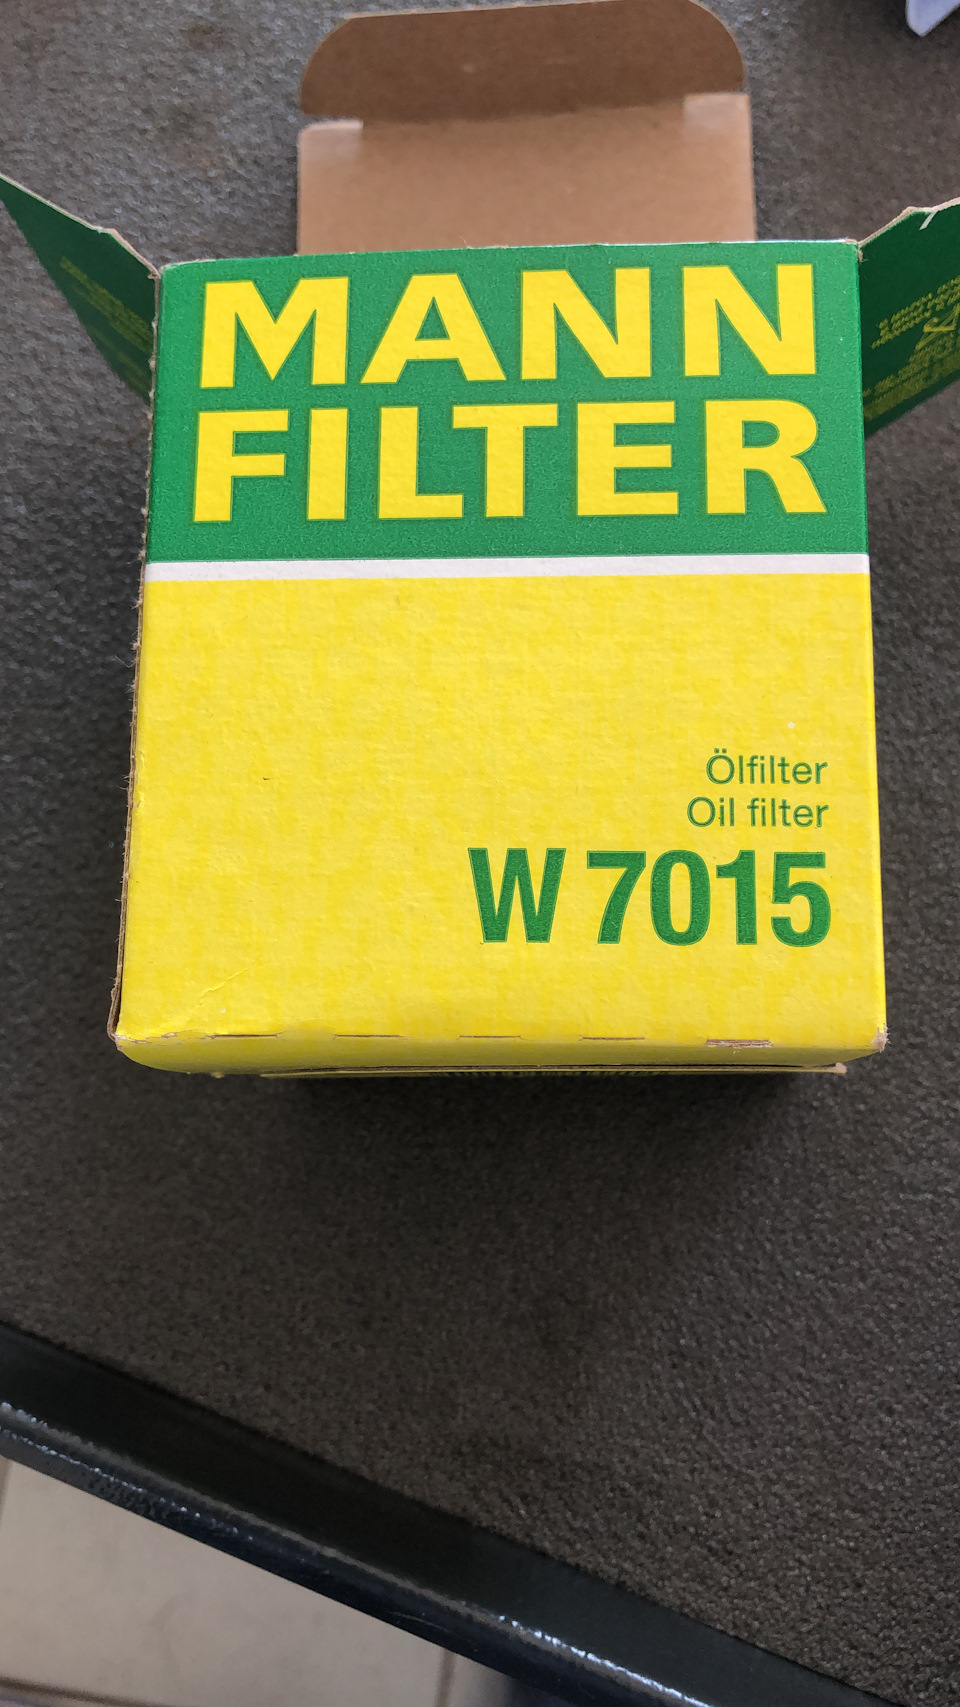 MANN
FILTER
Ölfilter
Oil filter
W 7015